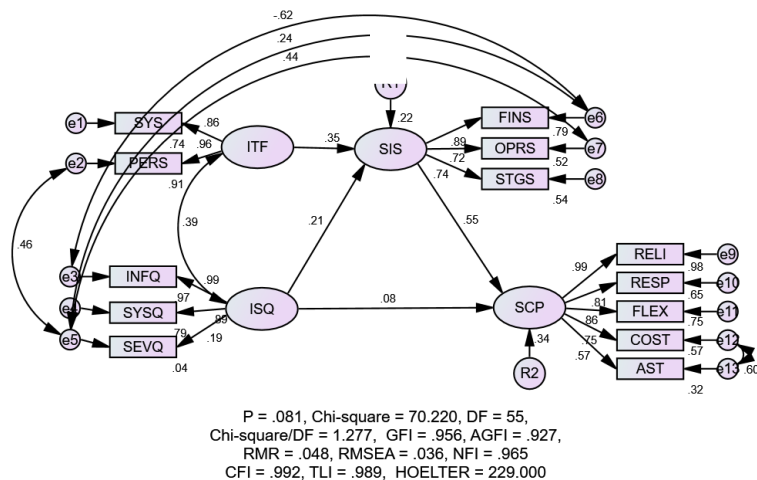 -.62
.24
.44
R1
.22
e1 SYS .86
.74 .96
ITF
.35
SIS
FINS
e6
.79
.89 OPRS e7
.72 .52
.74 STGS e8
.54
e2 PERS
.91
.46
.39
.21
.55
e3 INFQ .99
.97
e4 SYSQ .89
.79
.19
e5 SEVQ
.04
ISQ
.08
SCP
.34
R2
.99 RELI e9
.98
RESP e10
.81 .65
FLEX e11
.86 .75
COST e12
.75 .57
.57 AST e13 .60
.32
P = .081, Chi-square = 70.220, DF = 55,
Chi-square/DF = 1.277, GFI = .956, AGFI = .927,
RMR = .048, RMSEA = .036, NFI = .965
CFI = .992, TLI = .989, HOELTER = 229.000